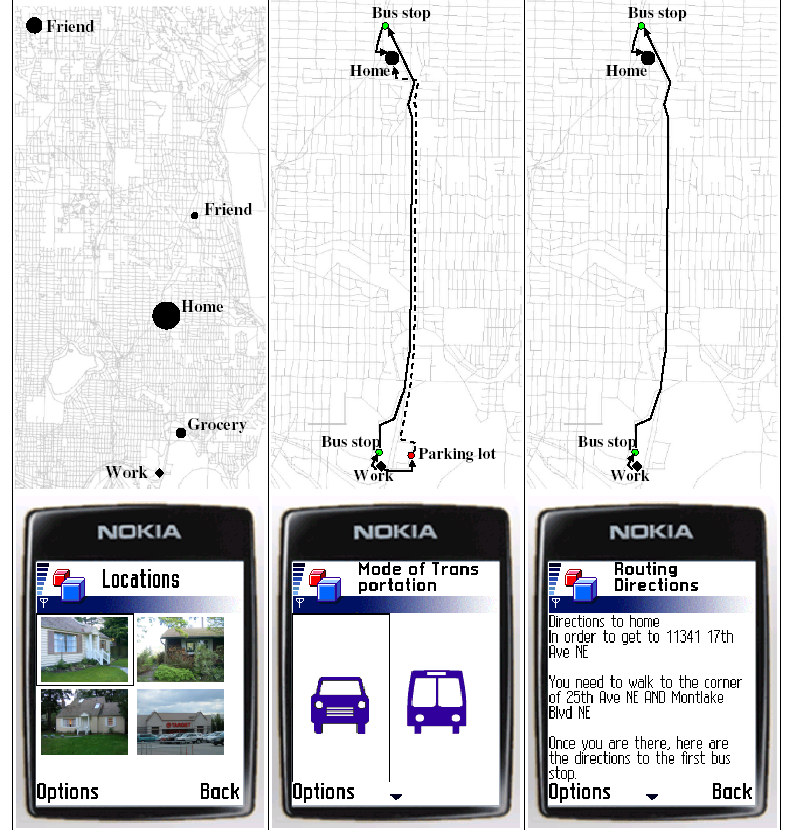 Friend
Friend
Home
Grocery
Work
Bus stop
Home
Bus stop
Parking lot
Work
Bus stop
Home
Bus stop
Work
NOKIA
Locations
TARGET
Options Back
NOKIA
Mode of Trans
portation
Options
NOKIA
Routing
Directions
Directions to home
In order to get to 11341 17th
Ave NE
You need to walk to the corner
of 25th Ave NE AND Montlake
Blvd NE
Once you are there, here are
the directions to the first bus
stop.
Options Back